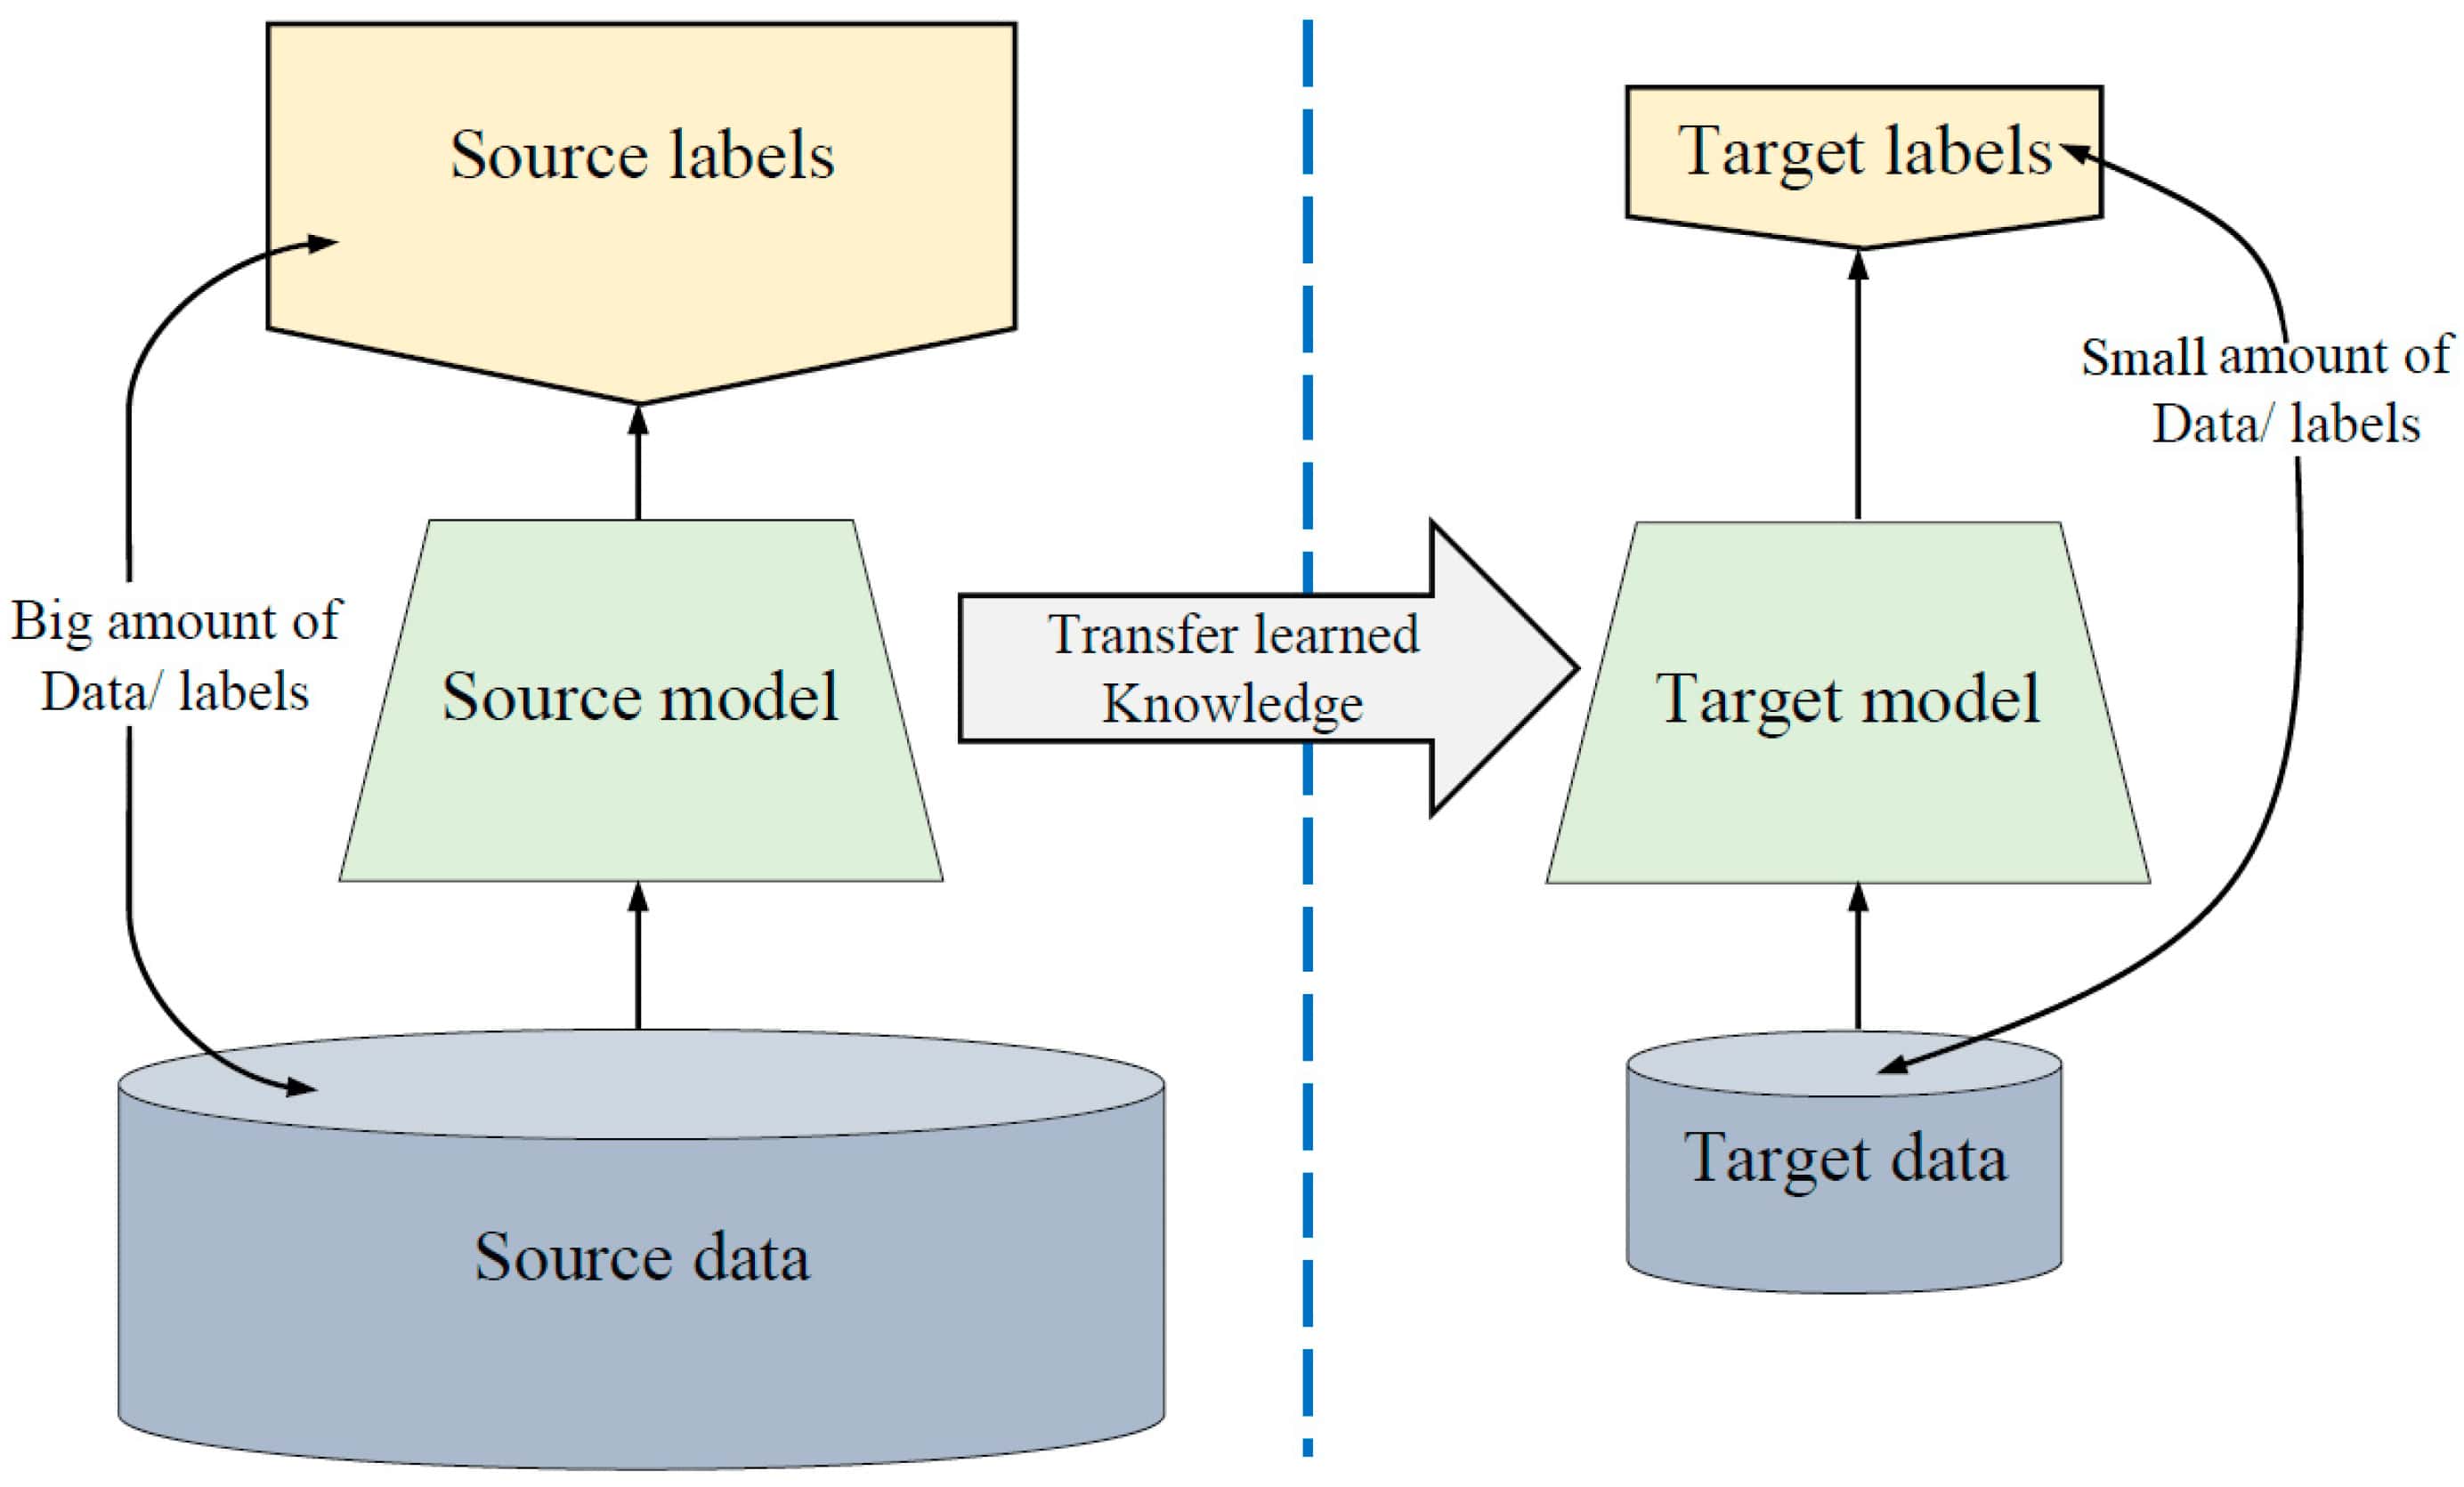 Source labels
Big amount of
Data/ labels
Source model
Source data
Transfer learned
Knowledge
Target labels
Small amount of
Data/ labels
Target model
Target data